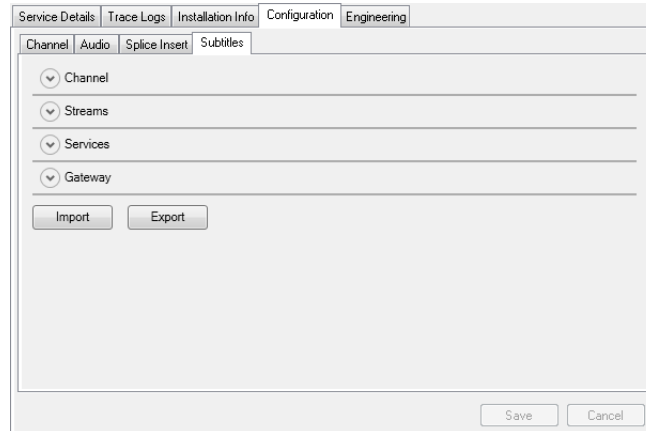 Service Details Trace Logs Installation Info Configuration Engineering
Channel Audio Splice Insert Subtitles
Channel
Streams
Services
Gateway
Import Export
Save Cancel